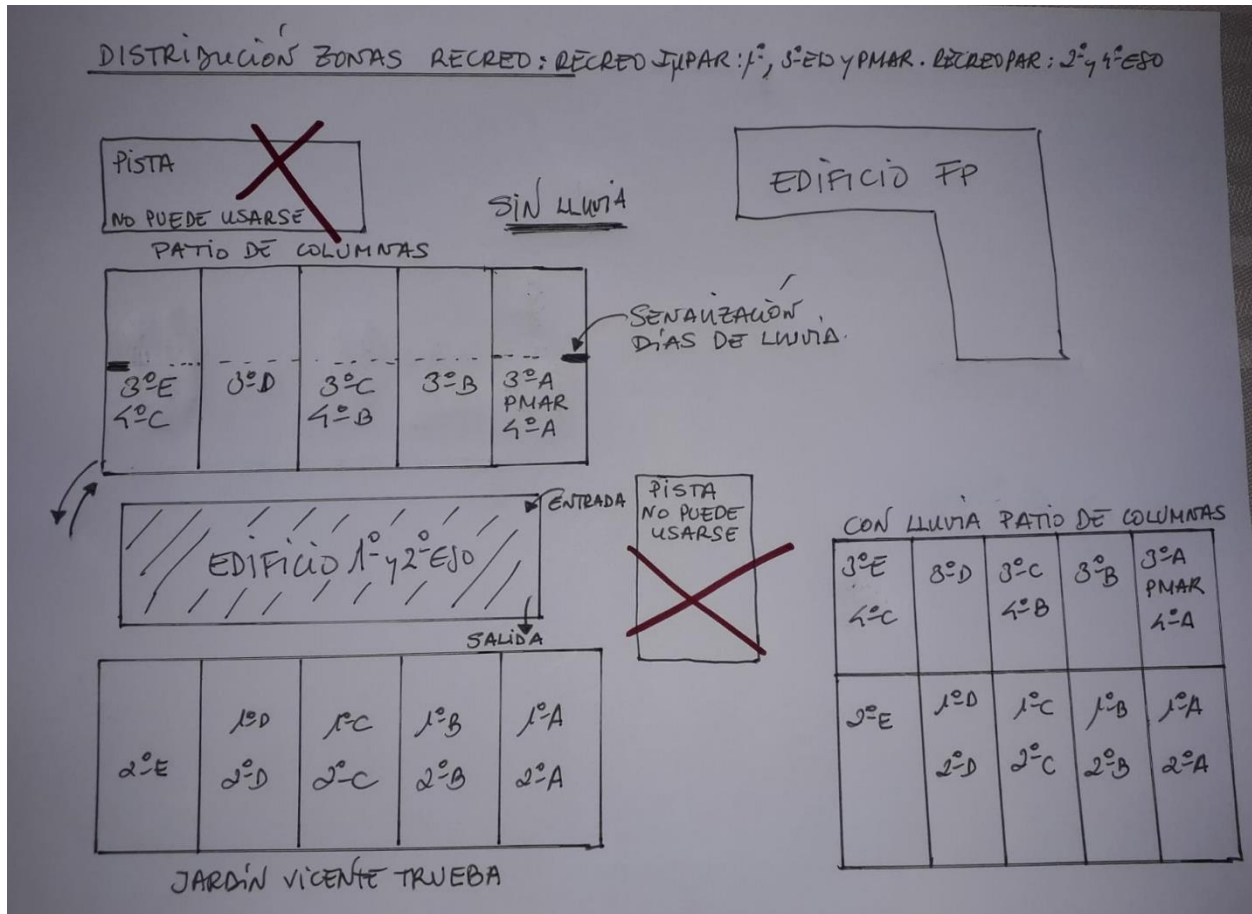 DISTRIBUCIÓN ZONAS RECREO: RECREO IMPAR: 1º, 3º ESO y PMAR. RECREO PAR: 2º y 4º ESO
PISTA
NO PUEDE USARSE
SIN LLUVIA
EDIFICIO FP
PATIO DE COLUMNAS
SEÑALIZACIÓN
DÍAS DE LLUVIA.
3ºE 3ºD 3ºC 3ºB 3ºA
PMAR
4ºC 4ºB 4ºA
ENTRADA
EDIFICIO 1º y 2º ESO
SALIDA
PISTA
NO PUEDE
USARSE
1ºD 1ºC 1ºB 1ºA
2ºE 2ºD 2ºC 2ºB 2ºA
JARDÍN VICENTE TRUEBA
CON LLUVIA PATIO DE COLUMNAS
3ºE 3ºD 3ºC 3ºB 3ºA
PMAR
4ºC 4ºB 4ºA
2ºE 1ºD 1ºC 1ºB 1ºA
2ºD 2ºC 2ºB 2ºA